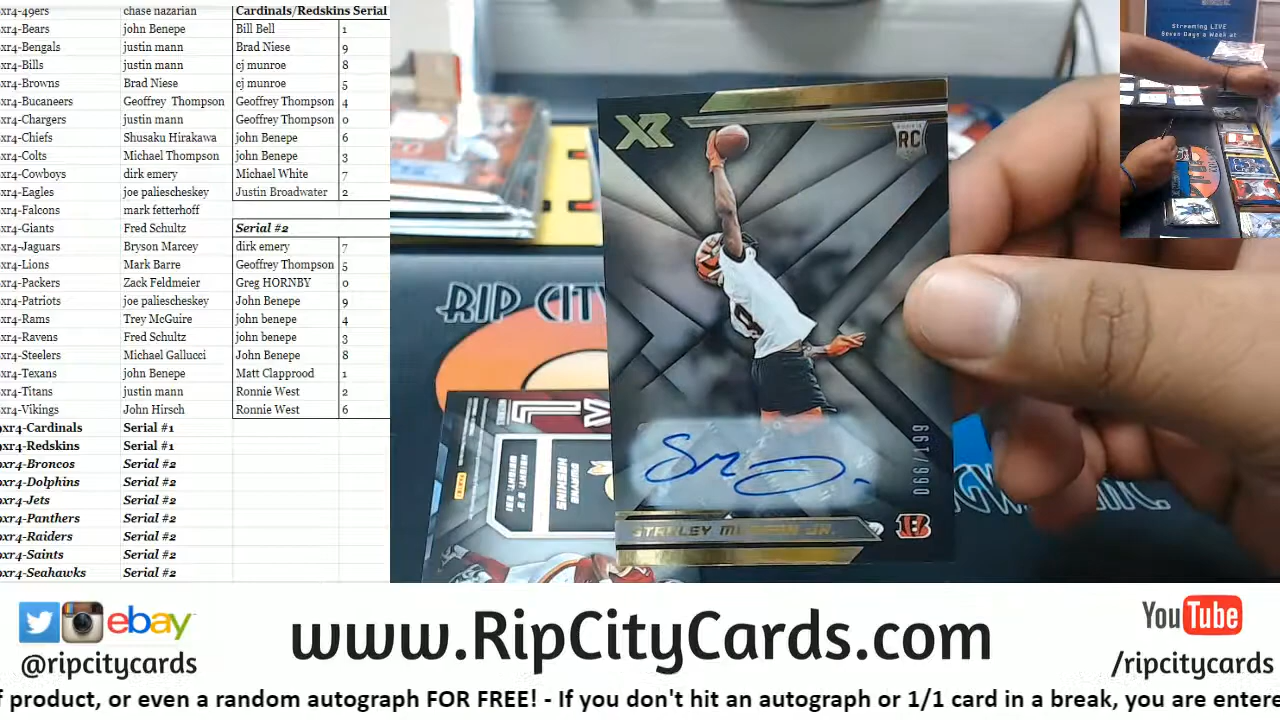 xr4-49ers chase nazarian Cardinals/Redskins Serial
xr4-Bears john Benepe Bill Bell 1
xr4-Bengals justin mann Brad Niese 9
xr4-Bills justin mann cj munroe 8
xr4-Browns Brad Niese cj munroe 5
xr4-Bucaneers Geoffrey Thompson Geoffrey Thompson 4
xr4-Chargers justin mann Geoffrey Thompson 0
xr4-Chiefs Shusaku Hirakawa john Benepe 6
xr4-Colts Michael Thompson john Benepe 3
xr4-Cowboys dirk emery Michael White 7
xr4-Eagles joe paliescheskey Justin Broadwater 2
xr4-Falcons mark fetterhoff
xr4-Giants Fred Schultz Serial #2
xr4-Jaguars Bryson Marcey dirk emery 7
xr4-Lions Mark Barre Geoffrey Thompson 5
xr4-Packers Zack Feldmeier Greg HORNBY 0
xr4-Patriots joe paliescheskey John Benepe 9
xr4-Rams Trey McGuire john benepe 4
xr4-Ravens Fred Schultz john benepe 3
xr4-Steelers Michael Gallucci John Benepe 8
xr4-Texans john Benepe Matt Clapprood 1
xr4-Titans justin mann Ronnie West 2
xr4-Vikings John Hirsch Ronnie West 6
xr4-Cardinals Serial #1
xr4-Redskins Serial #1
xr4-Broncos Serial #2
xr4-Dolphins Serial #2
xr4-Jets Serial #2
xr4-Panthers Serial #2
xr4-Raiders Serial #2
xr4-Saints Serial #2
xr4-Seahawks Serial #2
Streaming LIVE
Seven Days a Week at
XR
RC
RIP CIT
066/199
STANLEY JR.
B
ebay
@ripcitycards
www.RipCityCards.com
YouTube
/ripcitycards
f product, or even a random autograph FOR FREE! - If you don't hit an autograph or 1/1 card in a break, you are entere